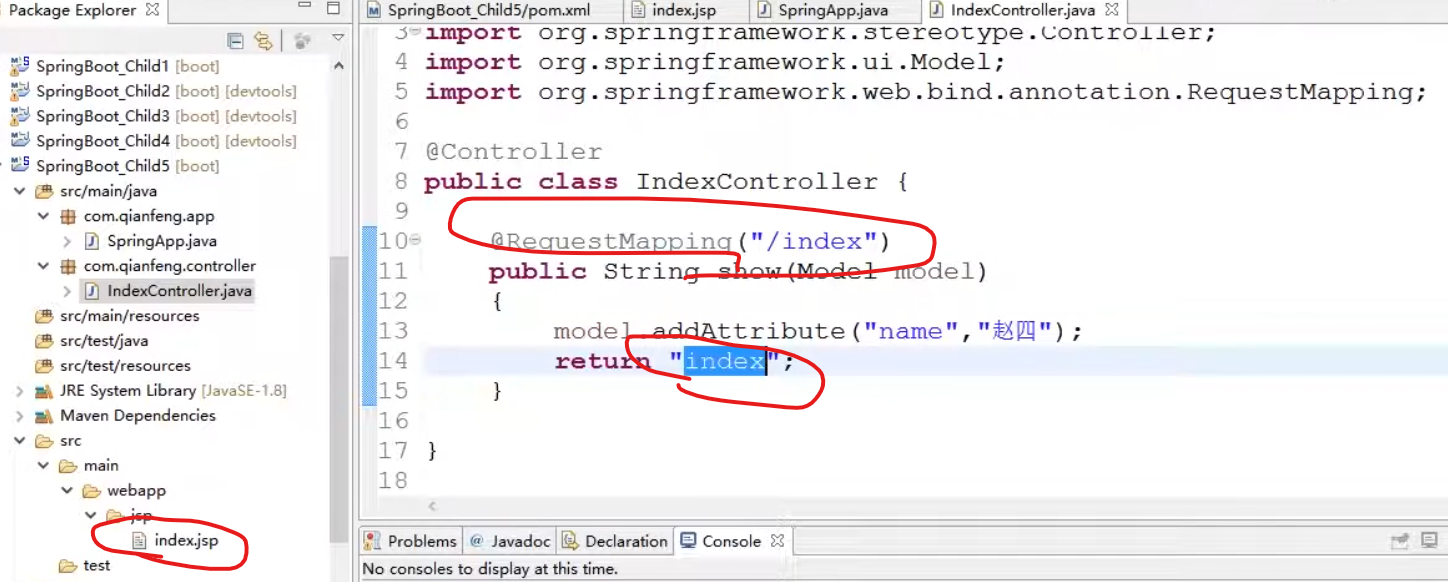 Package Explorer
SpringBoot_Child1 [boot]
SpringBoot_Child2 [boot] [devtools]
SpringBoot_Child3 [boot] [devtools]
SpringBoot_Child4 [boot] [devtools]
SpringBoot_Child5 [boot]
src/main/java
com.qianfeng.app
SpringApp.java
com.qianfeng.controller
IndexController.java
src/main/resources
src/test/java
src/test/resources
JRE System Library [JavaSE-1.8]
Maven Dependencies
src
main
webapp
jsp
index.jsp
test
SpringBoot_Child5/pom.xml index.jsp SpringApp.java IndexController.java
3 import org.springframework.stereotype.Controller;
4 import org.springframework.ui.Model;
5 import org.springframework.web.bind.annotation.RequestMapping;
6
7 @Controller
8 public class IndexController {
9
10 @RequestMapping("/index")
11 public String show(Model model)
12 {
13 model.addAttribute("name","赵四");
14 return "index";
15 }
16
17 }
18
Problems @ Javadoc Declaration Console
No consoles to display at this time.